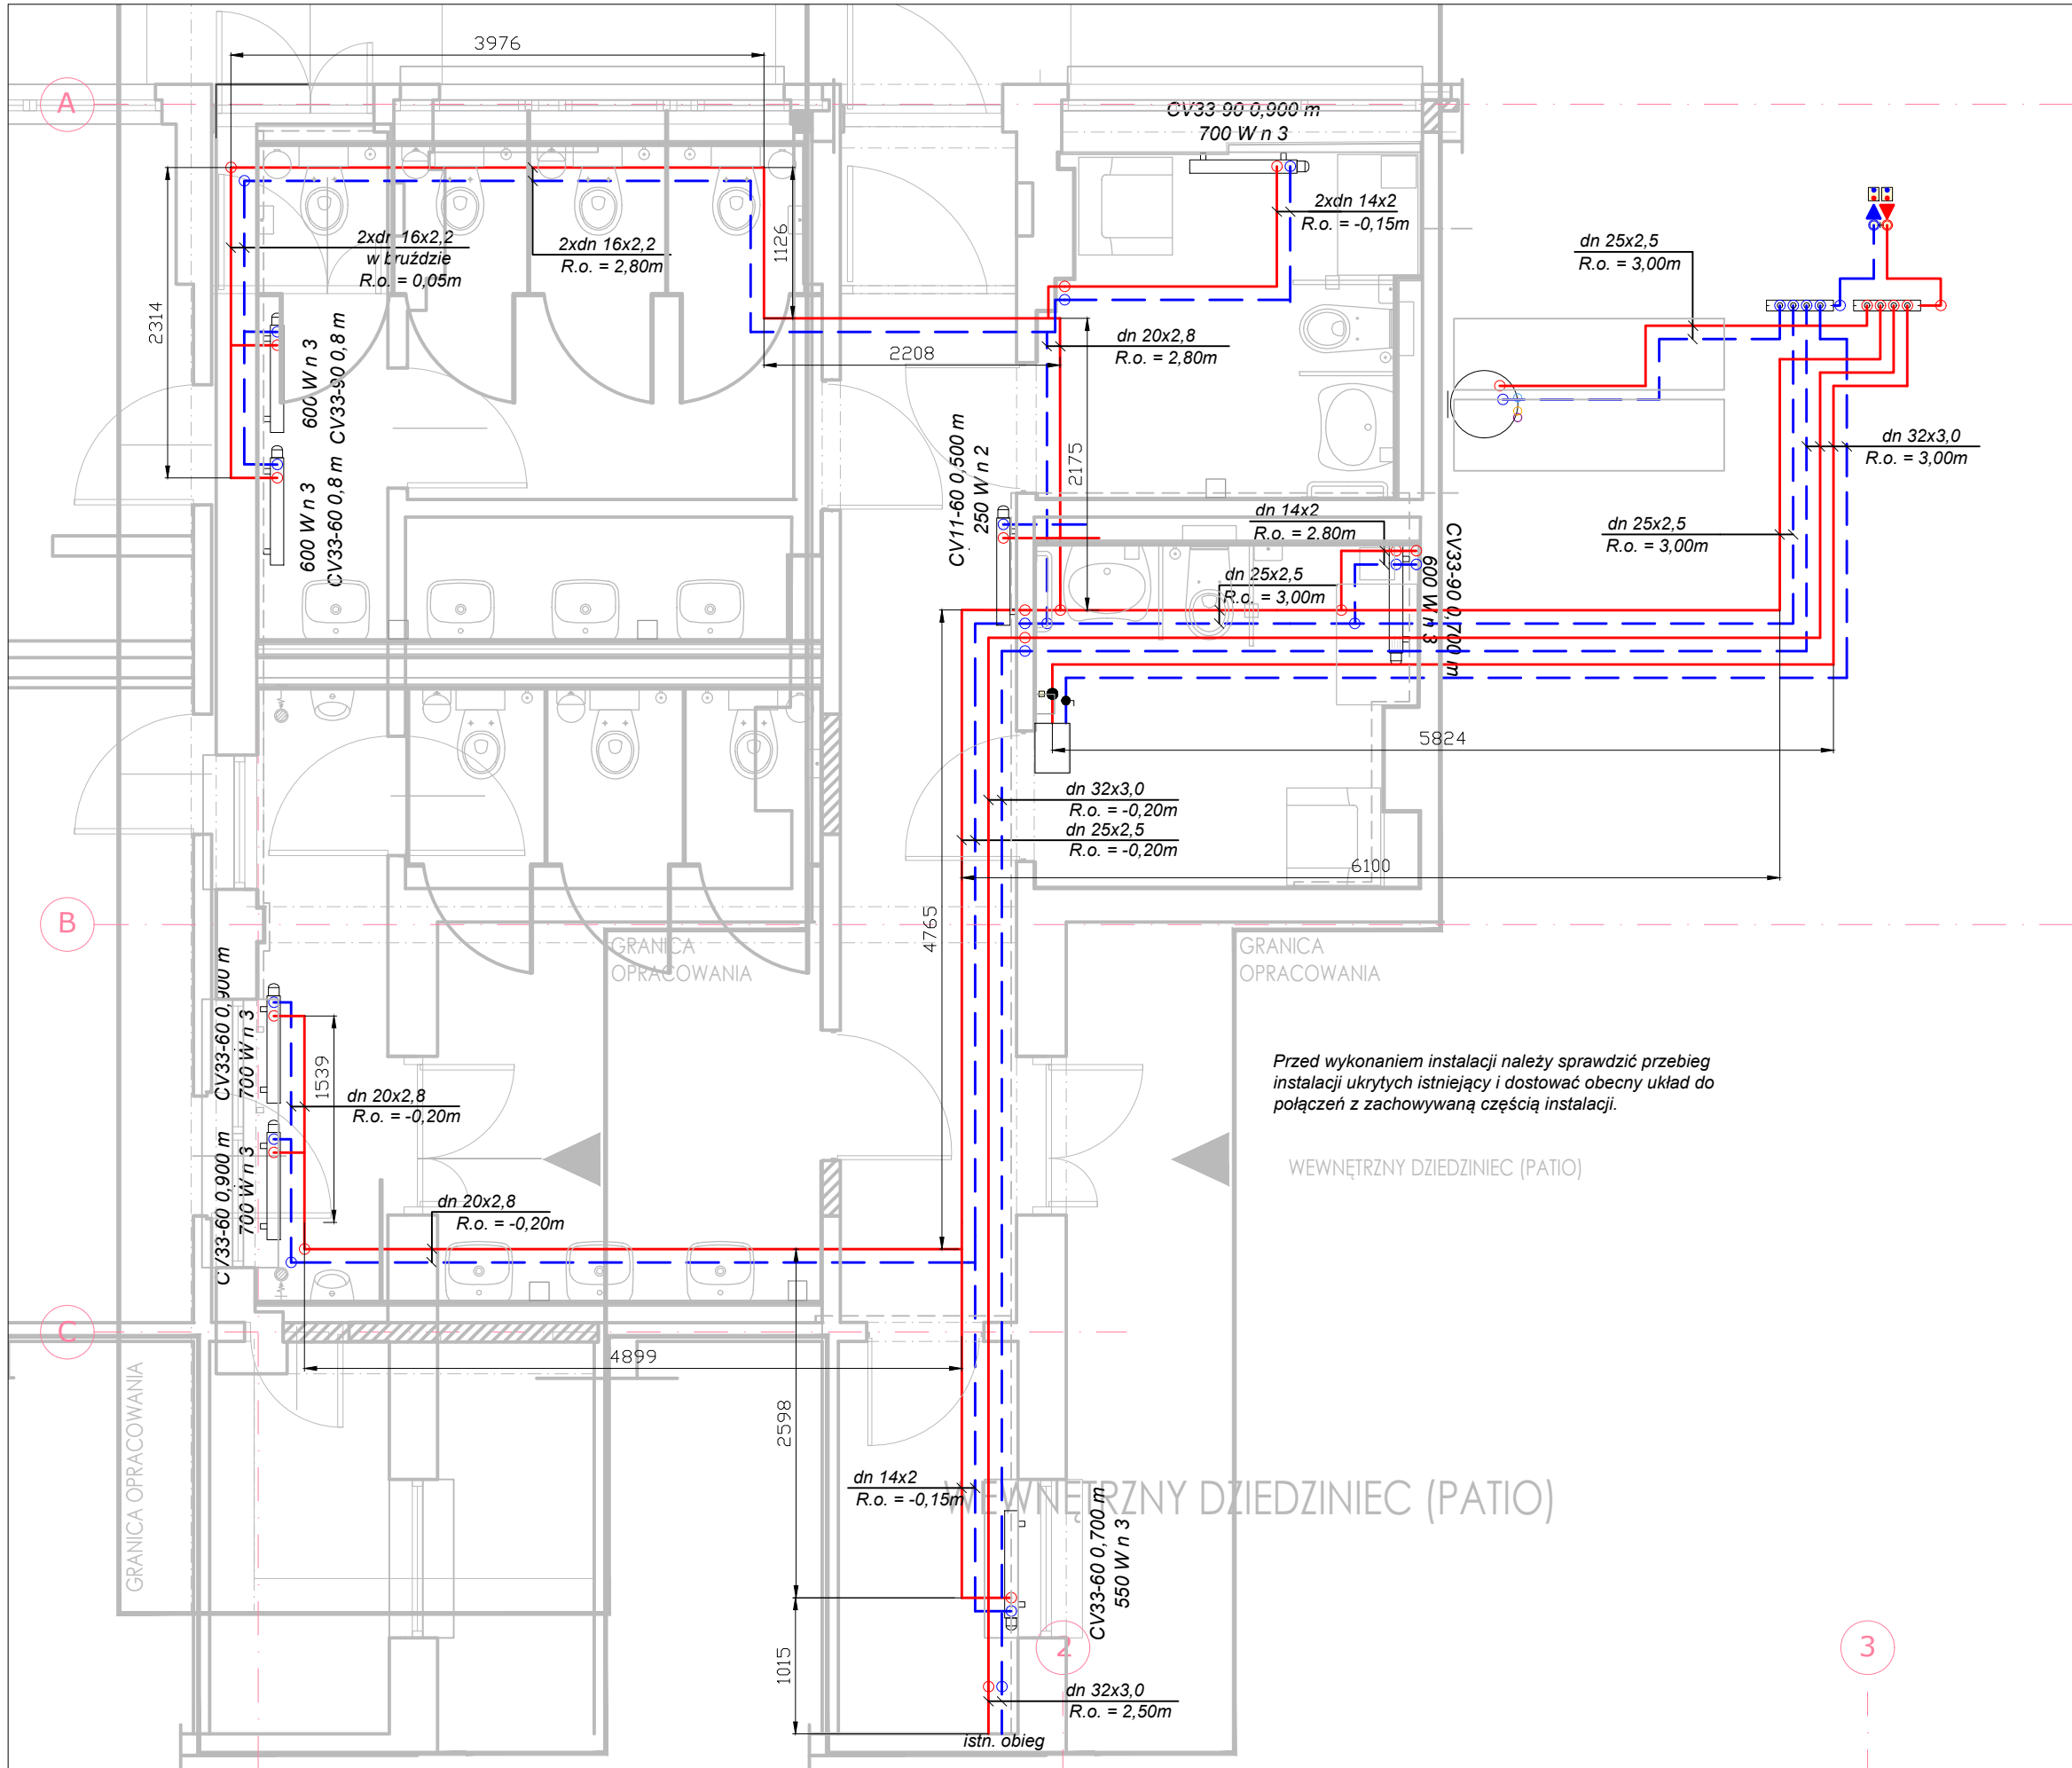 3976
A
CV33-90 0,900 m
700 W n 3
2xdn 14x2
R.o. = -0,15m
2xdn 16x2,2
w bruździe
R.o. = 0,05m
2xdn 16x2,2
R.o. = 2,80m
1126
dn 25x2,5
R.o. = 3,00m
2314
600 W n 3
CV33-90 0,8 m
2208
dn 20x2,8
R.o. = 2,80m
600 W n 3
CV33-60 0,8 m
CV11-60 0,500 m
250 W n 2
2175
dn 32x3,0
R.o. = 3,00m
dn 14x2
R.o. = 2.80m
dn 25x2,5
R.o. = 3,00m
dn 25x2,5
R.o. = 3,00m
CV33-90 0,700 m
600 W n 3
5824
dn 32x3,0
R.o. = -0,20m
dn 25x2,5
R.o. = -0,20m
6100
B
4765
GRANICA
OPRACOWANIA
GRANICA
OPRACOWANIA
CV33-60 0,900 m
700 W n 3
1539
dn 20x2,8
R.o. = -0,20m
Przed wykonaniem instalacji należy sprawdzić przebieg
instalacji ukrytych istniejący i dostować obecny układ do
połączeń z zachowywaną częścią instalacji.
WEWNĘTRZNY DZIEDZINIEC (PATIO)
CV33-60 0,900 m
700 W n 3
dn 20x2,8
R.o. = -0,20m
C
4899
GRANICA OPRACOWANIA
2598
dn 14x2
R.o. = -0,15m
WEWNĘTRZNY DZIEDZINIEC (PATIO)
CV33-60 0,700 m
550 W n 3
1015
2
3
dn 32x3,0
R.o. = 2,50m
istn. obieg